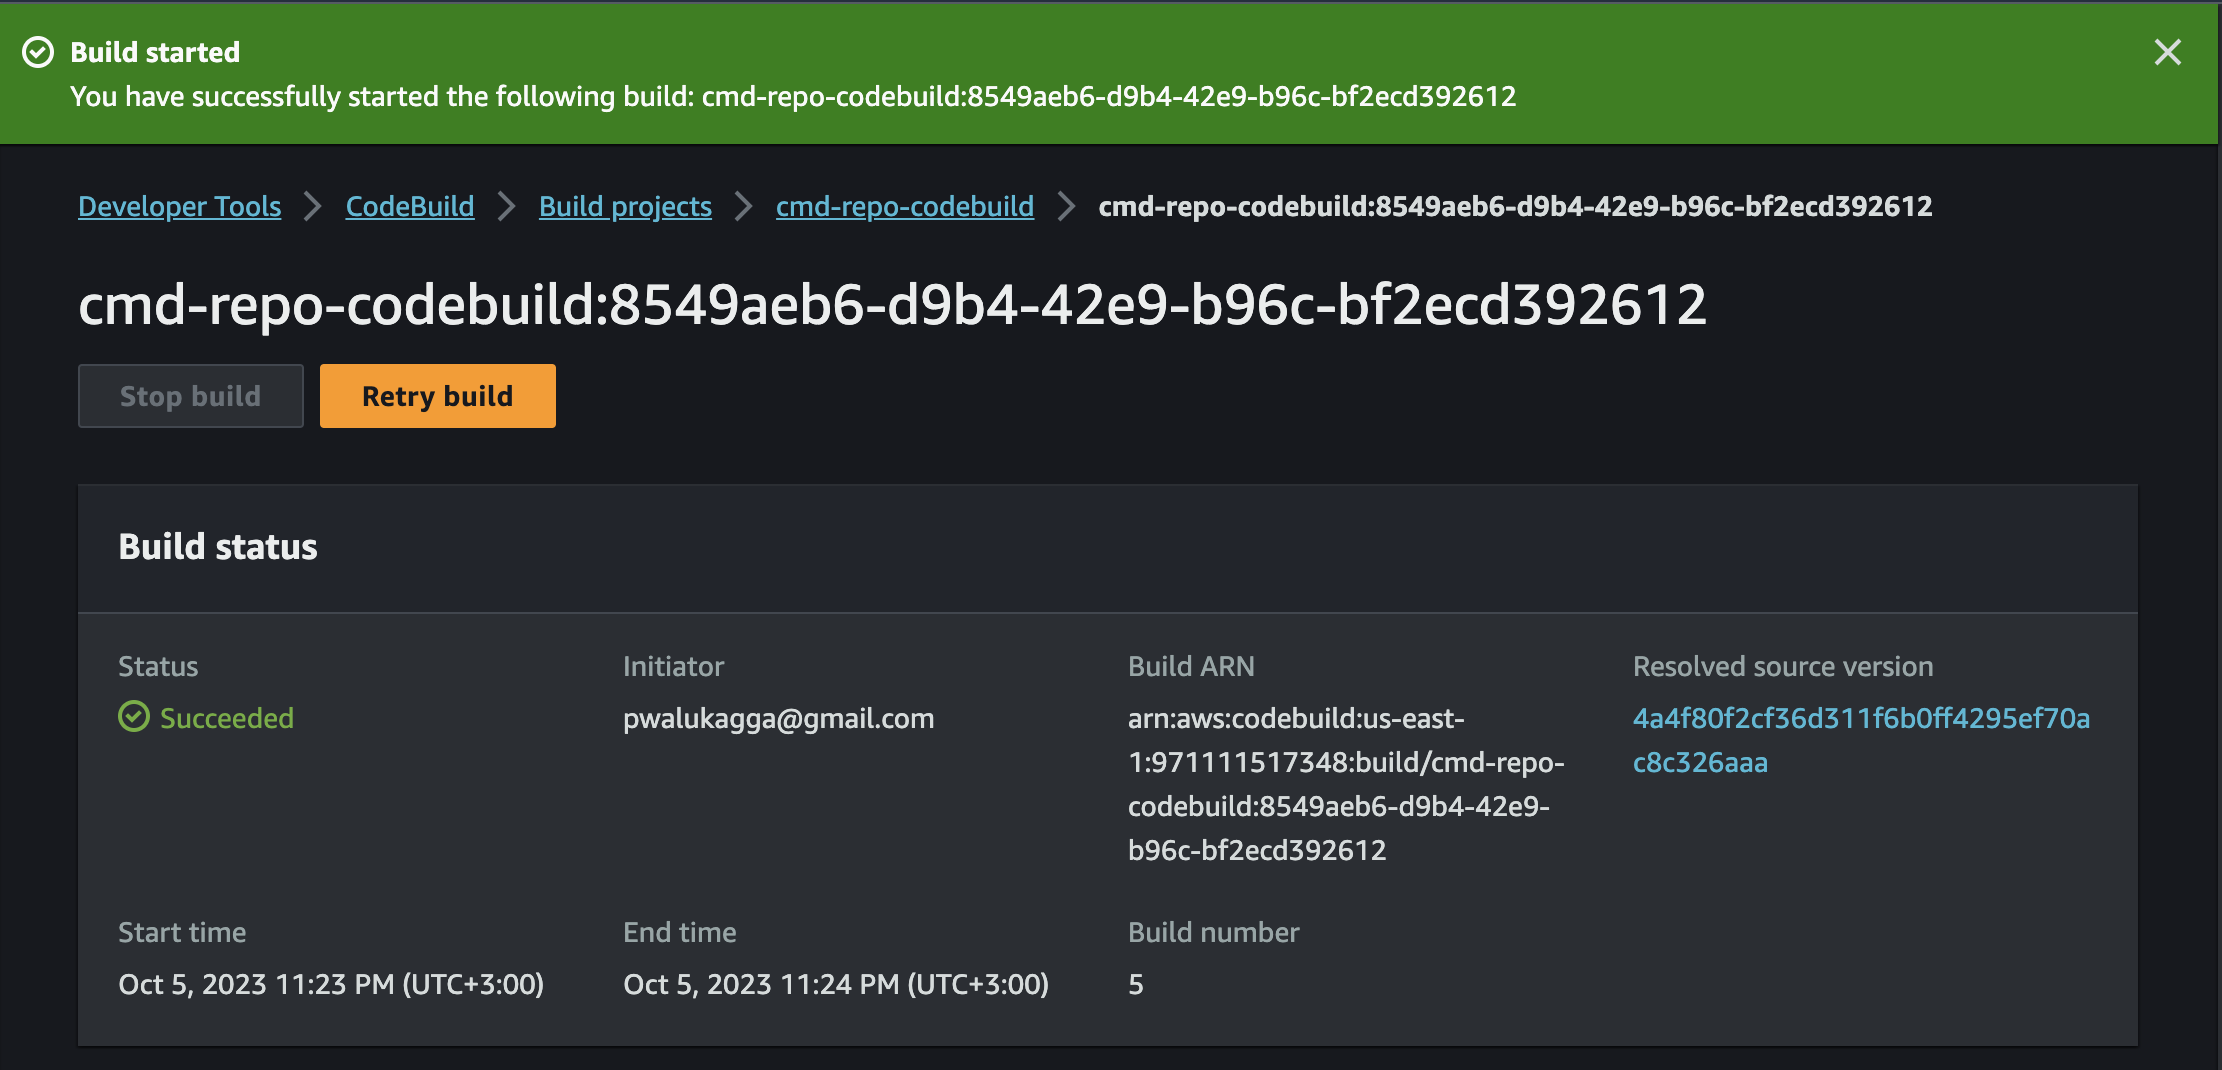 Build started
You have successfully started the following build: cmd-repo-codebuild:8549aeb6-d9b4-42e9-b96c-bf2ecd392612
Developer Tools CodeBuild Build projects cmd-repo-codebuild cmd-repo-codebuild:8549aeb6-d9b4-42e9-b96c-bf2ecd392612
cmd-repo-codebuild:8549aeb6-d9b4-42e9-b96c-bf2ecd392612
Stop build Retry build
Build status
Status
Succeeded
Initiator
pwalukagga@gmail.com
Build ARN
arn:aws:codebuild:us-east-
1:971111517348:build/cmd-repo-
codebuild:8549aeb6-d9b4-42e9-
b96c-bf2ecd392612
Resolved source version
4a4f80f2cf36d311f6b0ff4295ef70a
c8c326aaa
Start time
Oct 5, 2023 11:23 PM (UTC+3:00)
End time
Oct 5, 2023 11:24 PM (UTC+3:00)
Build number
5